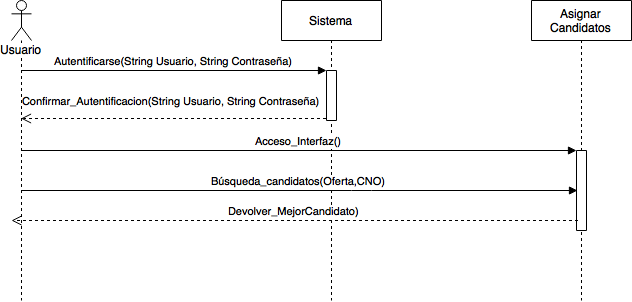 Usuario
Sistema
Asignar
Candidatos
Autentificarse(String Usuario, String Contraseña)
Confirmar_Autentificacion(String Usuario, String Contraseña)
Acceso_Interfaz()
Búsqueda_candidatos(Oferta,CNO)
Devolver_MejorCandidato)